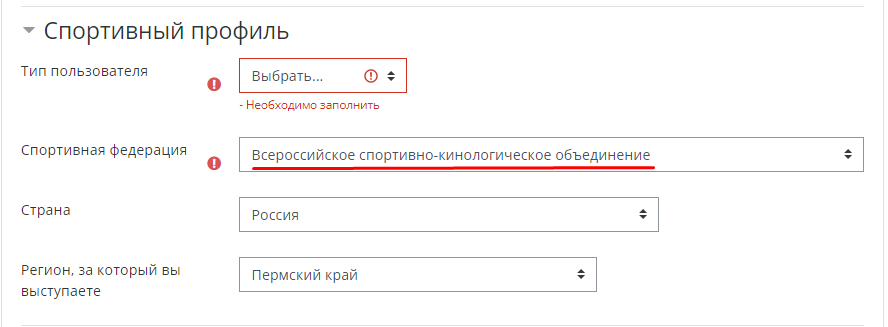 Спортивный профиль
Тип пользователя
Выбрать...
- Необходимо заполнить
Спортивная федерация
Всероссийское спортивно-кинологическое объединение
Страна
Россия
Регион, за который вы
выступаете
Пермский край